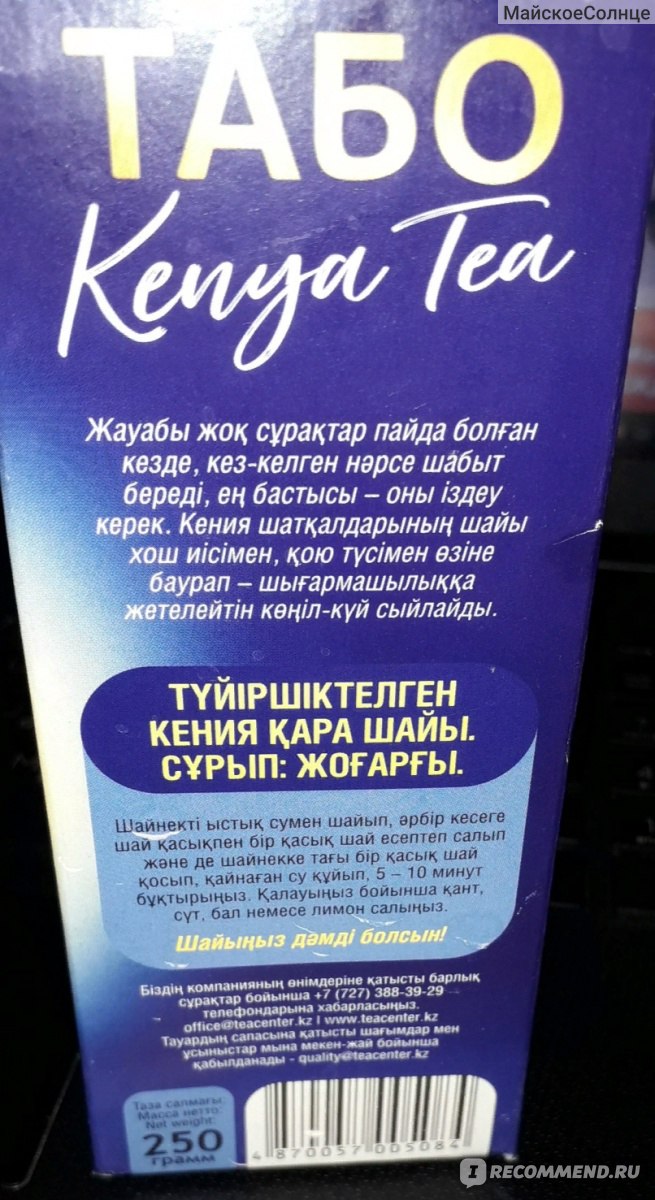 МайскоеСолнце
ТАБО
Kenya Tea
Жауабы жоқ сұрақтар пайда болған
кезде, кез-келген нәрсе шабыт
береді, ең бастысы – оны іздеу
керек. Кения шатқалдарының шайы
хош иісімен, қою түсімен өзіне
баурап – шығармашылыққа
жетелейтін көңіл-күй сыйлайды.
ТҮЙІРШІКТЕЛГЕН
КЕНИЯ ҚАРА ШАЙЫ.
СҰРЫП: ЖОҒАРҒЫ.
Шайнекті ыстық сумен шайып, әрбір кесеге
шай қасықпен бір қасық шай есептеп салып
және де шайнекке тағы бір қасық шай
қосып, қайнаған су құйып, 5 – 10 минут
бұқтырыңыз. Қалауыңыз бойынша қант,
сүт, бал немесе лимон салыңыз.
Шайыңыз дәмді болсын!
Біздің компанияның өнімдеріне қатысты барлық
сұрақтар бойынша +7 (727) 388-39-29
телефондарына хабарласыңыз.
office@teacenter.kz | www.teacenter.kz
Тауардың сапасына қатысты шағымдар мен
ұсыныстар мына мекен-жай бойынша
қабылданады - quality@teacenter.kz
Таза салмағы:
Масса нетто:
Net weight:
250
грамм
4 870057 005084
IRECOMMEND.RU